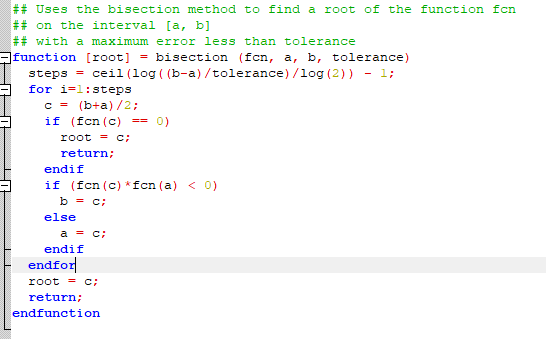 ## Uses the bisection method to find a root of the function fcn
## on the interval [a, b]
## with a maximum error less than tolerance
function [root] = bisection (fcn, a, b, tolerance)
  steps = ceil(log((b-a)/tolerance)/log(2)) - 1;
  for i=1:steps
    c = (b+a)/2;
    if (fcn(c) == 0)
      root = c;
      return;
    endif
    if (fcn(c)*fcn(a) < 0)
      b = c;
    else
      a = c;
    endif
  endfor
  root = c;
  return;
endfunction